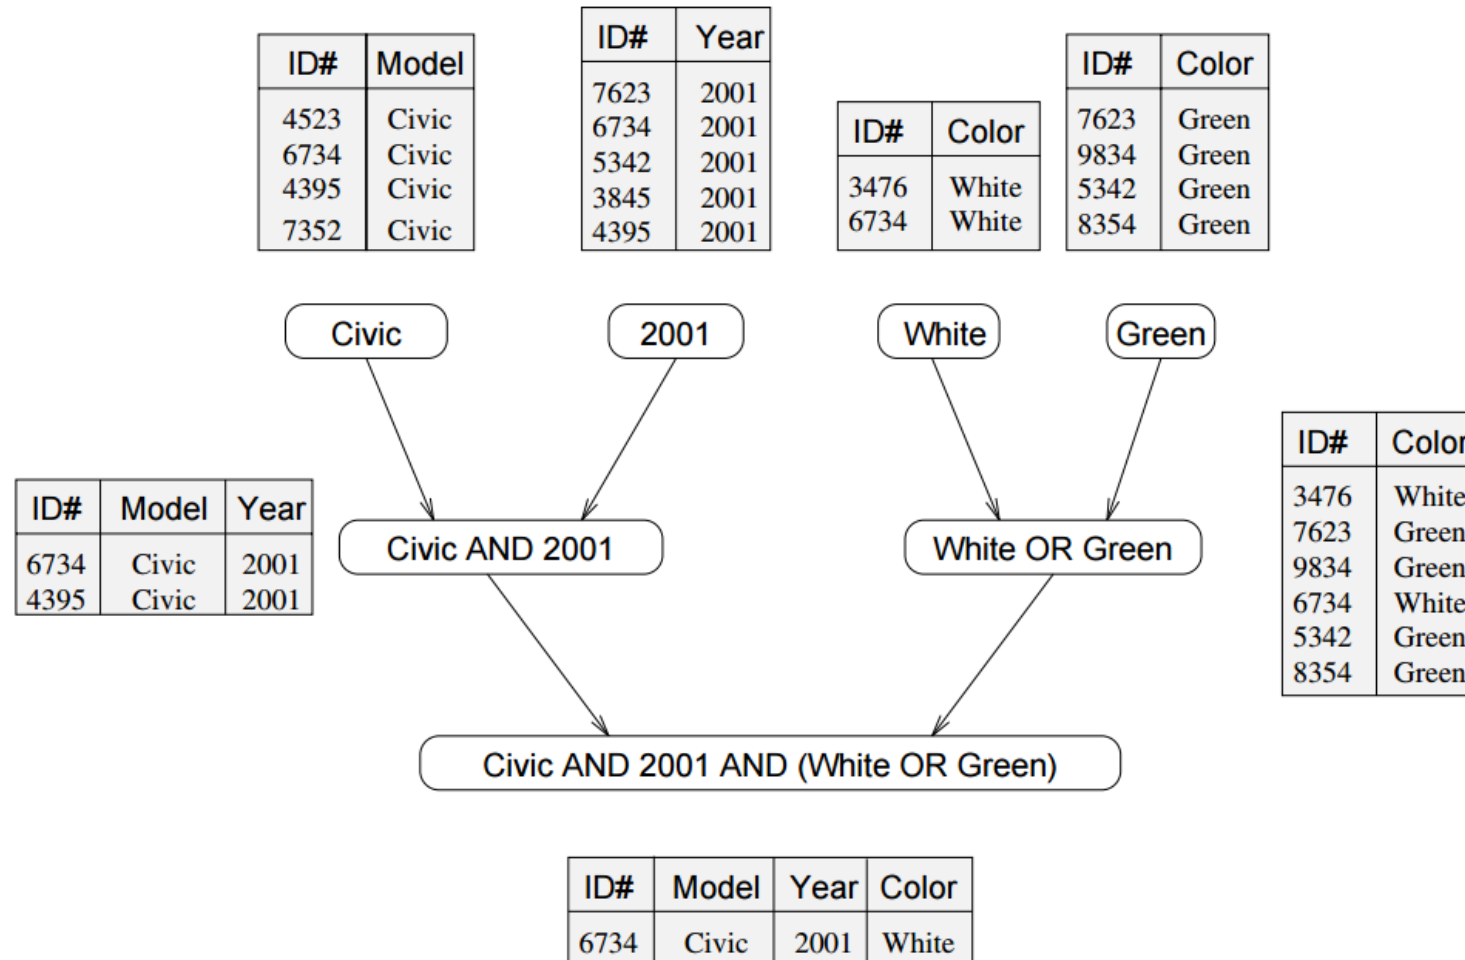 ID# Model
4523 Civic
6734 Civic
4395 Civic
7352 Civic
ID# Year
7623 2001
6734 2001
5342 2001
3845 2001
4395 2001
ID# Color
3476 White
6734 White
ID# Color
7623 Green
9834 Green
5342 Green
8354 Green
Civic
2001
White
Green
ID# Model Year
6734 Civic 2001
4395 Civic 2001
Civic AND 2001
White OR Green
ID# Color
3476 White
7623 Green
9834 Green
6734 White
5342 Green
8354 Green
Civic AND 2001 AND (White OR Green)
ID# Model Year Color
6734 Civic 2001 White